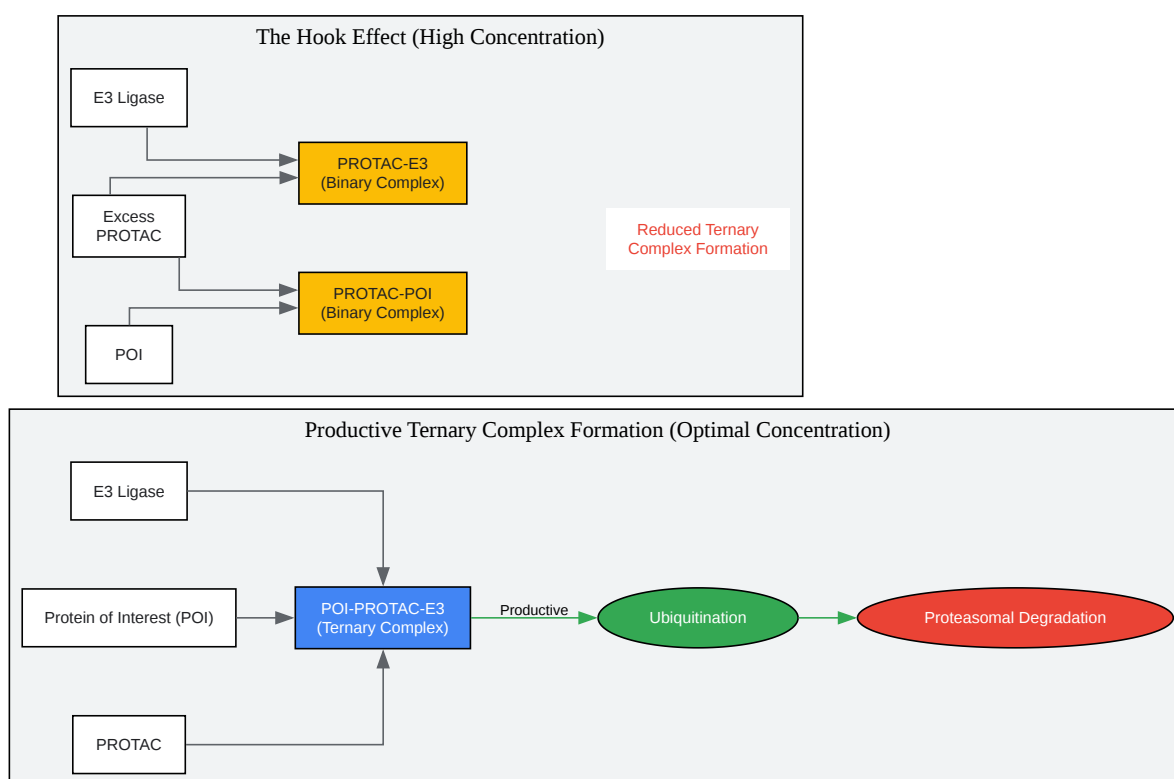 The Hook Effect (High Concentration)
E3 Ligase
PROTAC-E3
(Binary Complex)
Excess
PROTAC
Reduced Ternary
Complex Formation
PROTAC-POI
(Binary Complex)
POI
Productive Ternary Complex Formation (Optimal Concentration)
E3 Ligase
Protein of Interest (POI)
POI-PROTAC-E3
(Ternary Complex)
Productive
Ubiquitination
Proteasomal Degradation
PROTAC